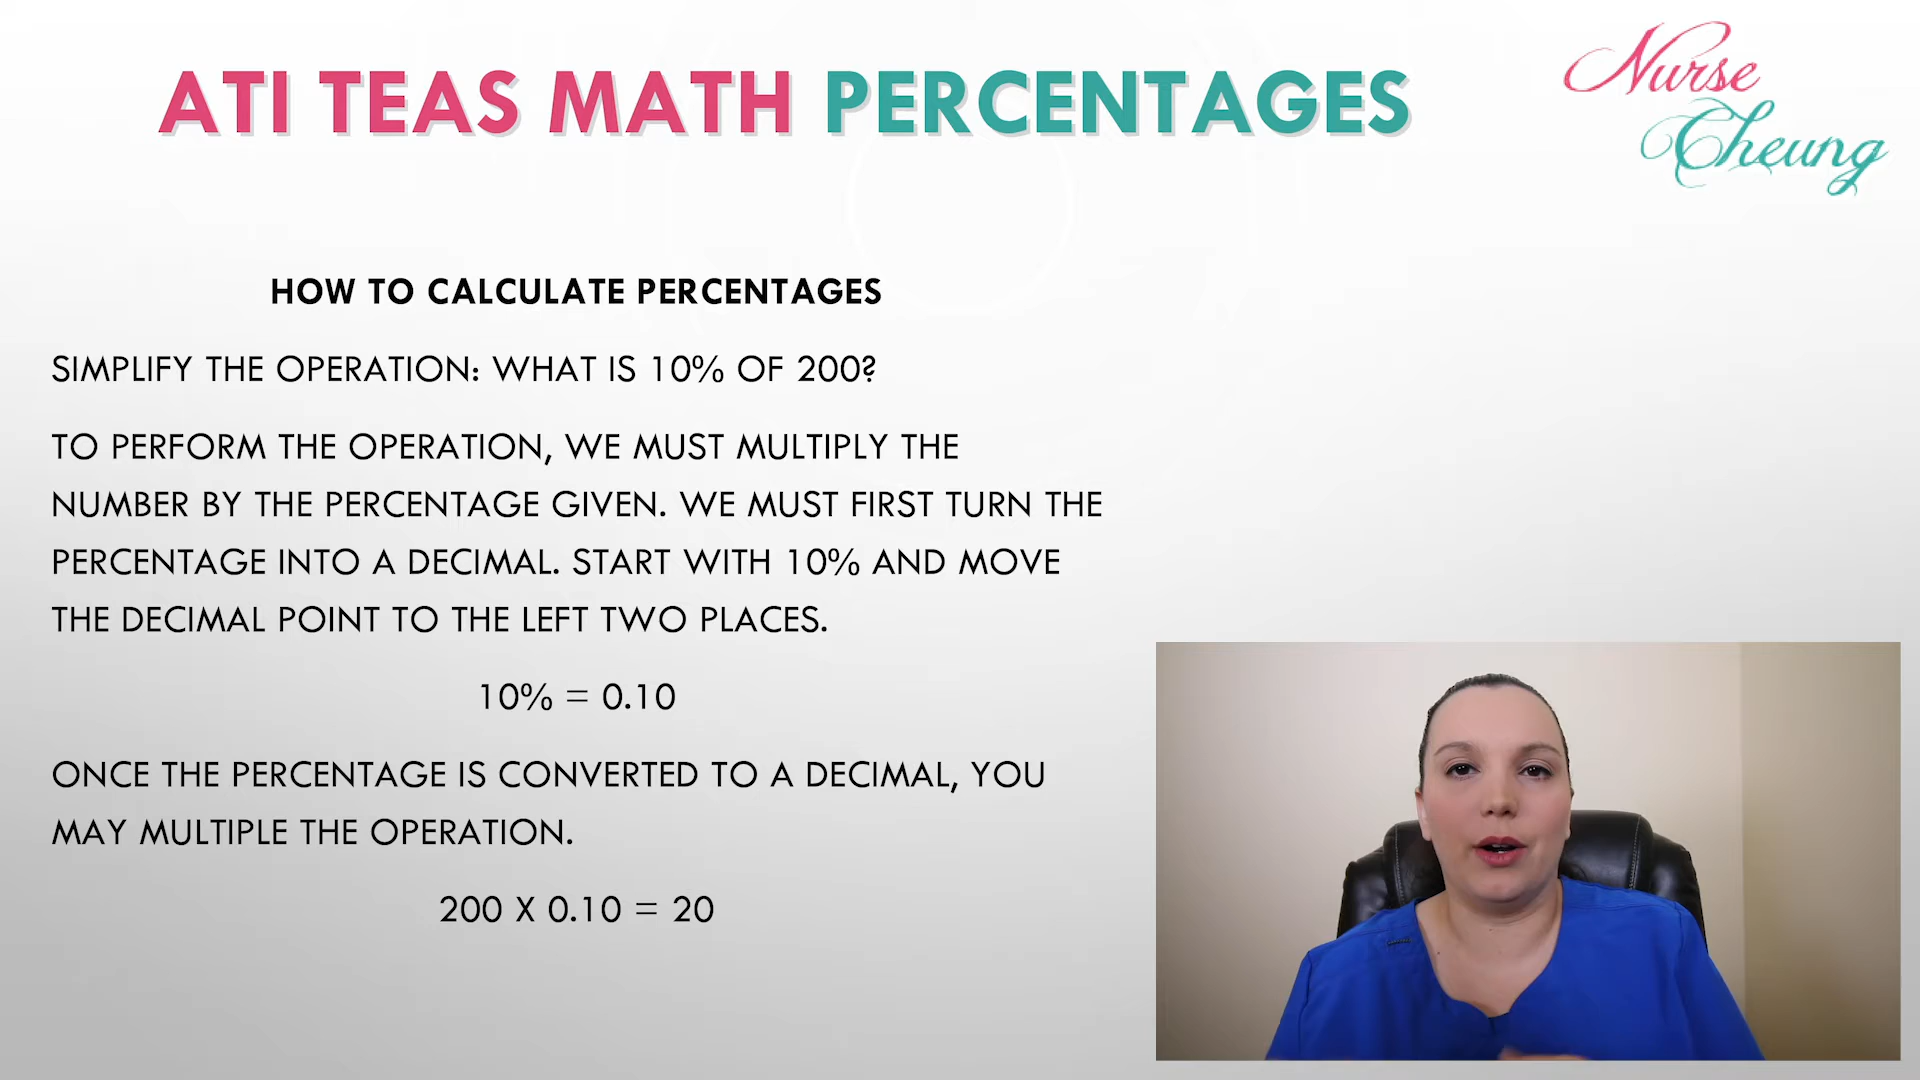 ATI TEAS MATH PERCENTAGES
Nurse
Cheung
HOW TO CALCULATE PERCENTAGES
SIMPLIFY THE OPERATION: WHAT IS 10% OF 200?
TO PERFORM THE OPERATION, WE MUST MULTIPLY THE
NUMBER BY THE PERCENTAGE GIVEN. WE MUST FIRST TURN THE
PERCENTAGE INTO A DECIMAL. START WITH 10% AND MOVE
THE DECIMAL POINT TO THE LEFT TWO PLACES.
10% = 0.10
ONCE THE PERCENTAGE IS CONVERTED TO A DECIMAL, YOU
MAY MULTIPLE THE OPERATION.
200 X 0.10 = 20